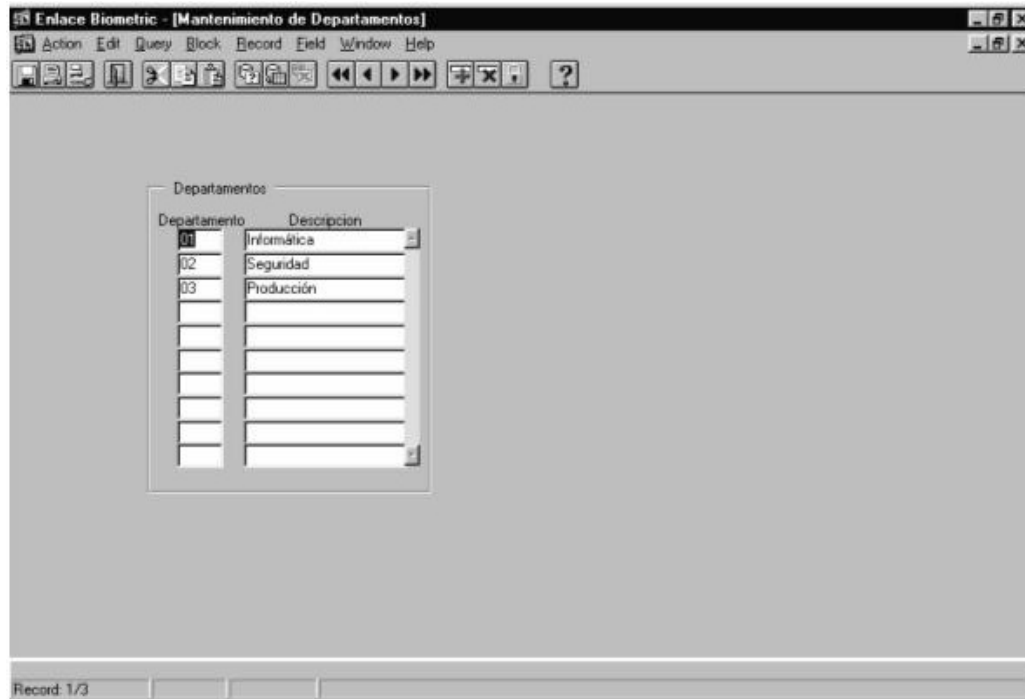 Enlace Biometric - [Mantenimiento de Departamentos]
Action Edit Query Block Record Field Window Help
?
Departamentos
Departamento Descripcion
01 Informática
02 Seguridad
03 Producción
Record: 1/3